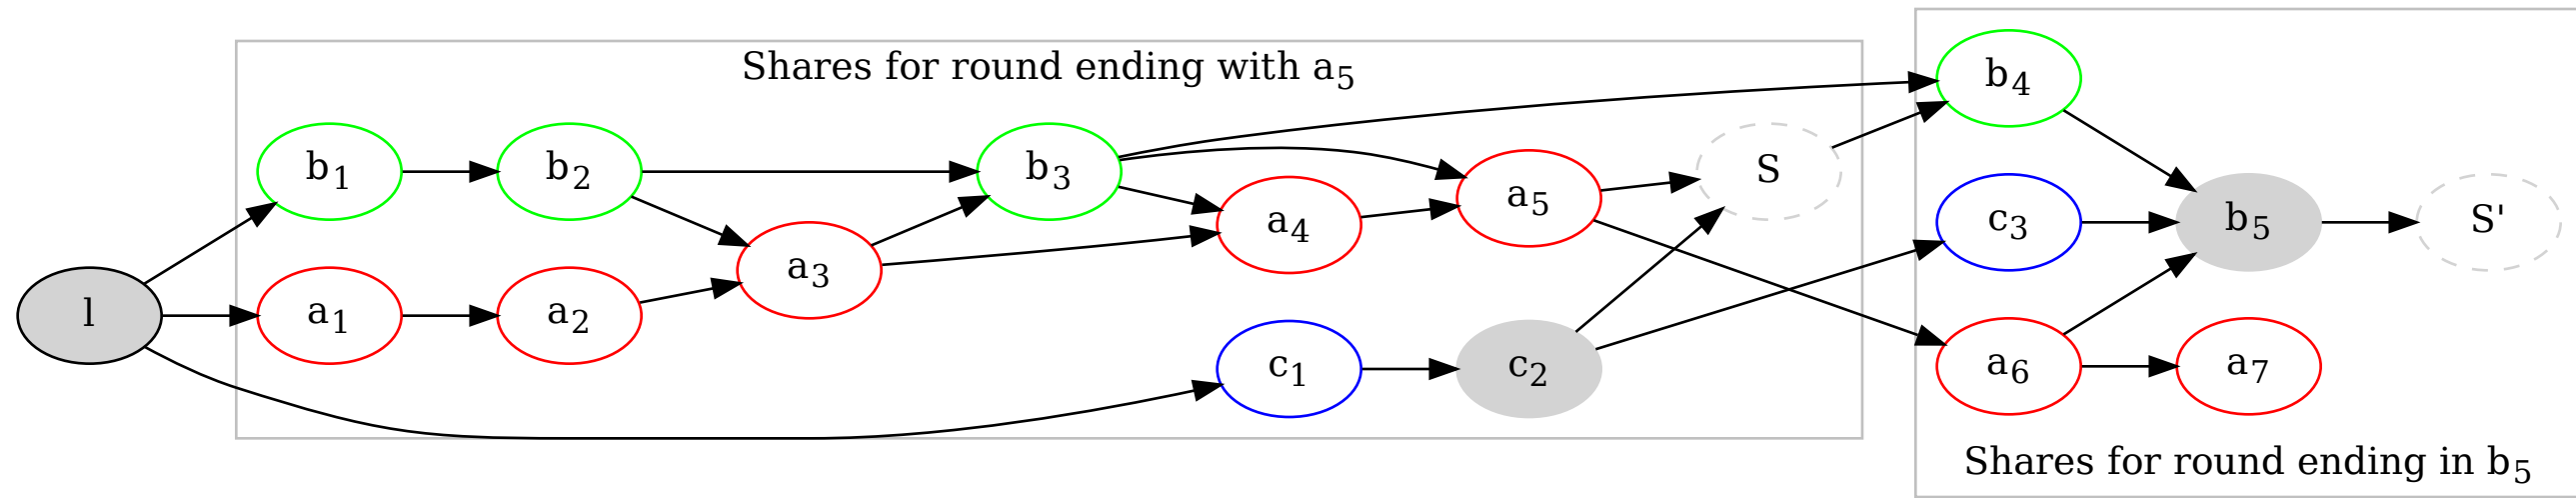 Shares for round ending with a₅
b₁
b₂
b₃
a₄
a₅
S
l
a₁
a₂
a₃
c₁
c₂
b₄
c₃
b₅
S'
a₆
a₇
Shares for round ending in b₅